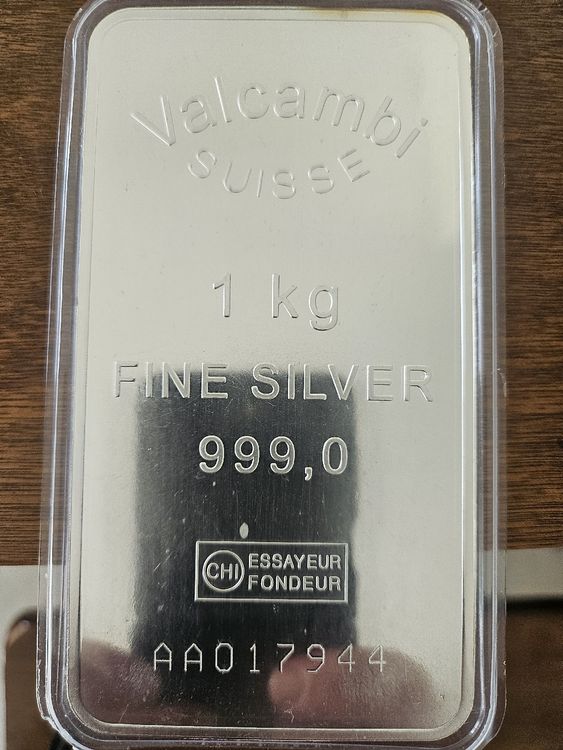 Valcambi
SUISSE
1 kg
FINE SILVER
999,0
CHI ESSAYEUR
FONDEUR
AA017944